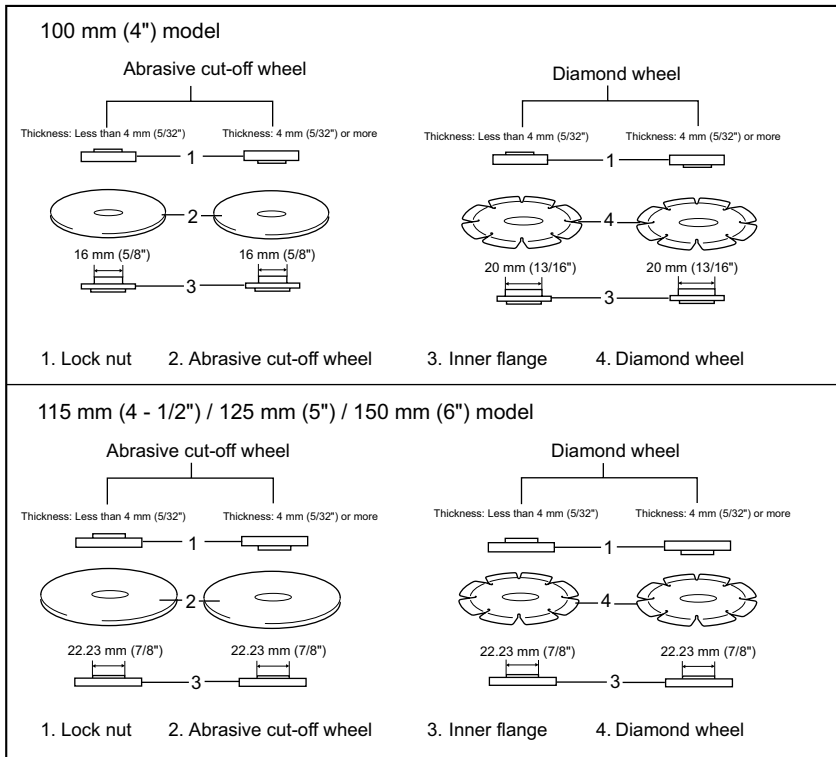 100 mm (4") model
Abrasive cut-off wheel
Diamond wheel
Thickness: Less than 4 mm (5/32")
Thickness: 4 mm (5/32") or more
Thickness: Less than 4 mm (5/32")
Thickness: 4 mm (5/32") or more
1
1
2
4
16 mm (5/8")
16 mm (5/8")
20 mm (13/16")
20 mm (13/16")
3
3
1. Lock nut
2. Abrasive cut-off wheel
3. Inner flange
4. Diamond wheel
115 mm (4 - 1/2") / 125 mm (5") / 150 mm (6") model
Abrasive cut-off wheel
Diamond wheel
Thickness: Less than 4 mm (5/32")
Thickness: 4 mm (5/32") or more
Thickness: Less than 4 mm (5/32")
Thickness: 4 mm (5/32") or more
1
1
2
4
22.23 mm (7/8")
22.23 mm (7/8")
22.23 mm (7/8")
22.23 mm (7/8")
3
3
1. Lock nut
2. Abrasive cut-off wheel
3. Inner flange
4. Diamond wheel